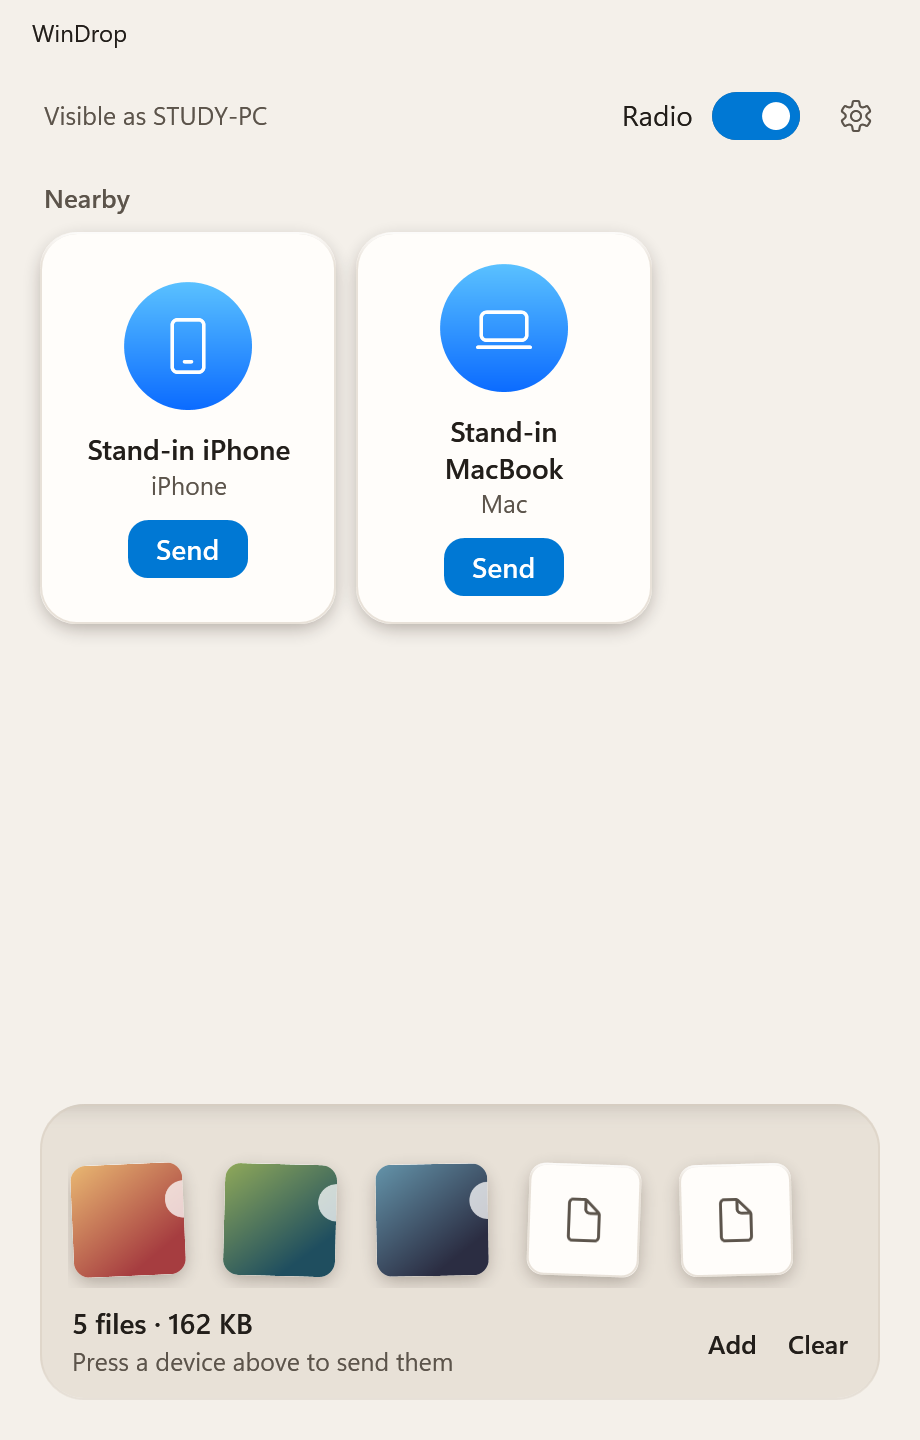 WinDrop
Visible as STUDY-PC
Radio
Nearby
Stand-in iPhone
iPhone
Send
Stand-in
MacBook
Mac
Send
5 files · 162 KB
Press a device above to send them
Add
Clear